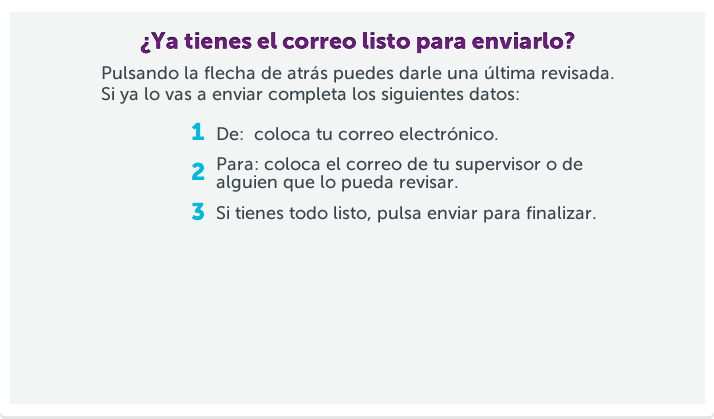 ¿Ya tienes el correo listo para enviarlo?
Pulsando la flecha de atrás puedes darle una última revisada.
Si ya lo vas a enviar completa los siguientes datos:
1 De:  coloca tu correo electrónico.
2 Para: coloca el correo de tu supervisor o de
alguien que lo pueda revisar.
3 Si tienes todo listo, pulsa enviar para finalizar.